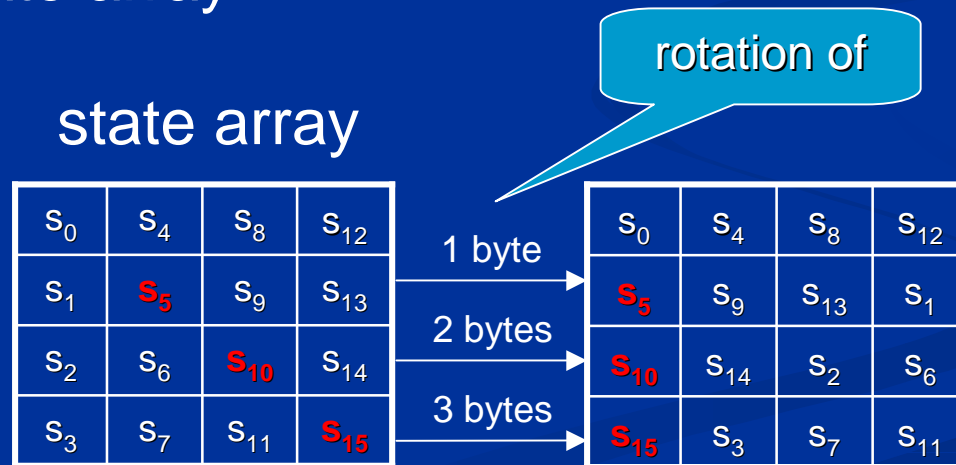 rotation of
state array
s0 s4 s8 s12
s1 s5 s9 s13
s2 s6 s10 s14
s3 s7 s11 s15
1 byte
2 bytes
3 bytes
s0 s4 s8 s12
s5 s9 s13 s1
s10 s14 s2 s6
s15 s3 s7 s11